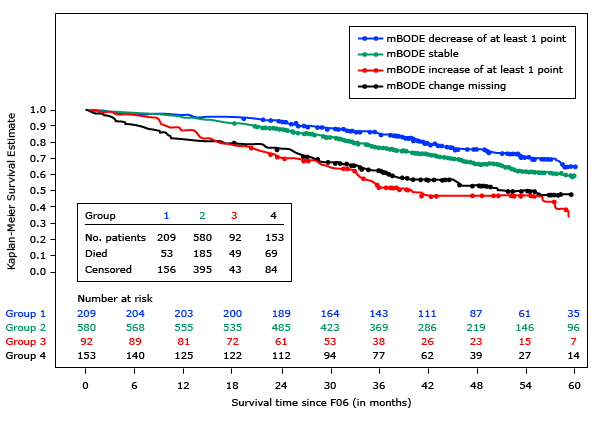 mBODE decrease of at least 1 point
mBODE stable
mBODE increase of at least 1 point
mBODE change missing
Kaplan-Meier Survival Estimate
1.0
0.9
0.8
0.7
0.6
0.5
0.4
0.3
0.2
0.1
0.0
Group 1 2 3 4
No. patients 209 580 92 153
Died 53 185 49 69
Censored 156 395 43 84
Number at risk
Group 1 209 204 203 200 189 164 143 111 87 61 35
Group 2 580 568 555 535 485 423 369 286 219 146 96
Group 3 92 89 81 72 61 53 38 26 23 15 7
Group 4 153 140 125 122 112 94 77 62 39 27 14
0 6 12 18 24 30 36 42 48 54 60
Survival time since F06 (in months)